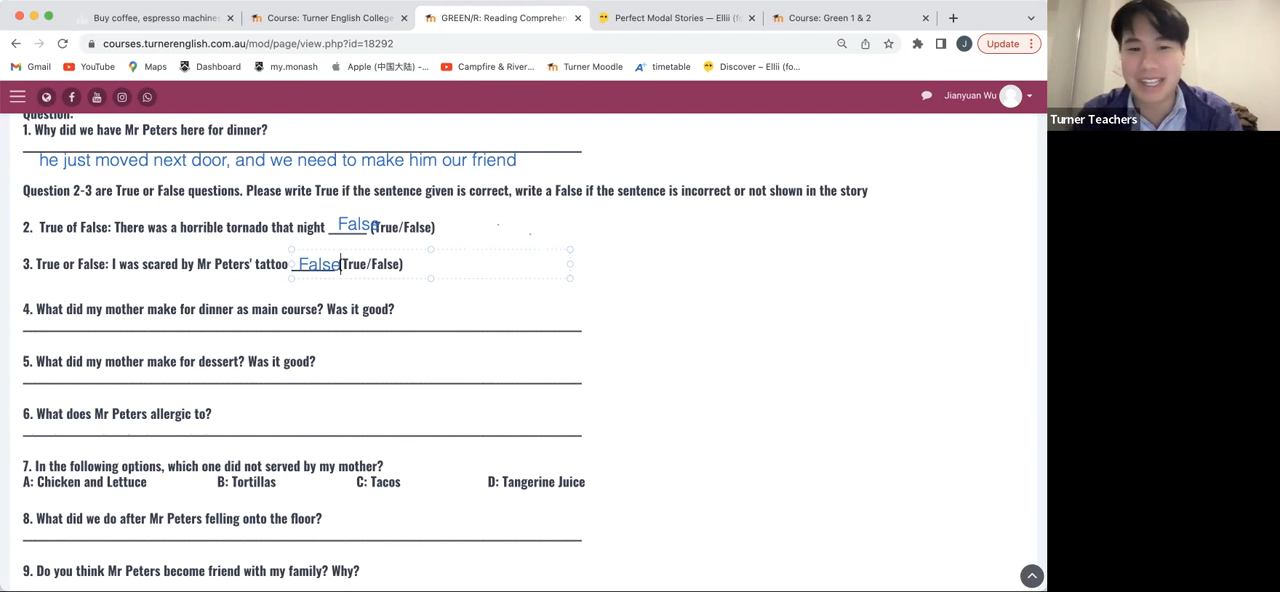 Buy coffee, espresso machine
Course: Turner English College
GREEN/R: Reading Comprehen
Perfect Modal Stories — Ellii (fo
Course: Green 1 & 2
courses.turnerenglish.com.au/mod/page/view.php?id=18292
J
Update
Gmail
YouTube
Maps
Dashboard
my.monash
Apple (中国大陆) -...
Campfire & River...
Turner Moodle
timetable
Discover – Ellii (fo...
Jianyuan Wu
Turner Teachers
Question:
1. Why did we have Mr Peters here for dinner?
he just moved next door, and we need to make him our friend
Question 2-3 are True or False questions. Please write True if the sentence given is correct, write a False if the sentence is incorrect or not shown in the story
2. True of False: There was a horrible tornado that night _____ False (True/False)
3. True or False: I was scared by Mr Peters' tattoo _____ False (True/False)
4. What did my mother make for dinner as main course? Was it good?
5. What did my mother make for dessert? Was it good?
6. What does Mr Peters allergic to?
7. In the following options, which one did not served by my mother?
A: Chicken and Lettuce B: Tortillas C: Tacos D: Tangerine Juice
8. What did we do after Mr Peters felling onto the floor?
9. Do you think Mr Peters become friend with my family? Why?